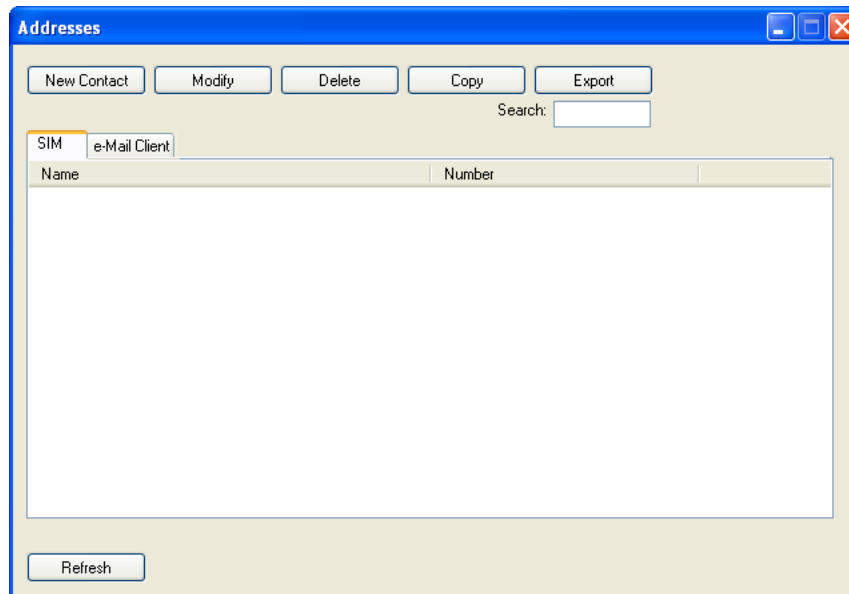 Addresses
New Contact Modify Delete Copy Export
Search:
SIM e-Mail Client
Name Number
Refresh